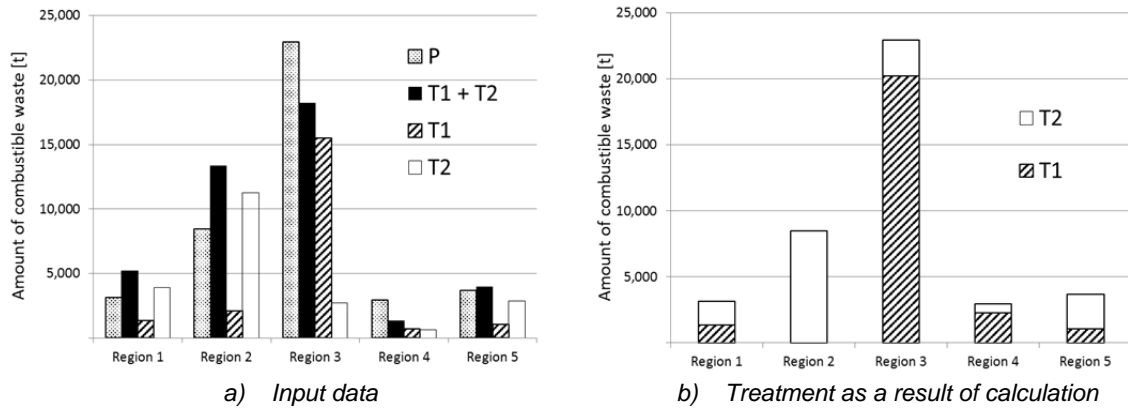 Amount of combustible waste [t]
25,000
20,000
15,000
10,000
5,000
P
T1 + T2
T1
T2
Region 1 Region 2 Region 3 Region 4 Region 5
a) Input data
Amount of combustible waste [t]
25,000
20,000
15,000
10,000
5,000
T2
T1
Region 1 Region 2 Region 3 Region 4 Region 5
b) Treatment as a result of calculation